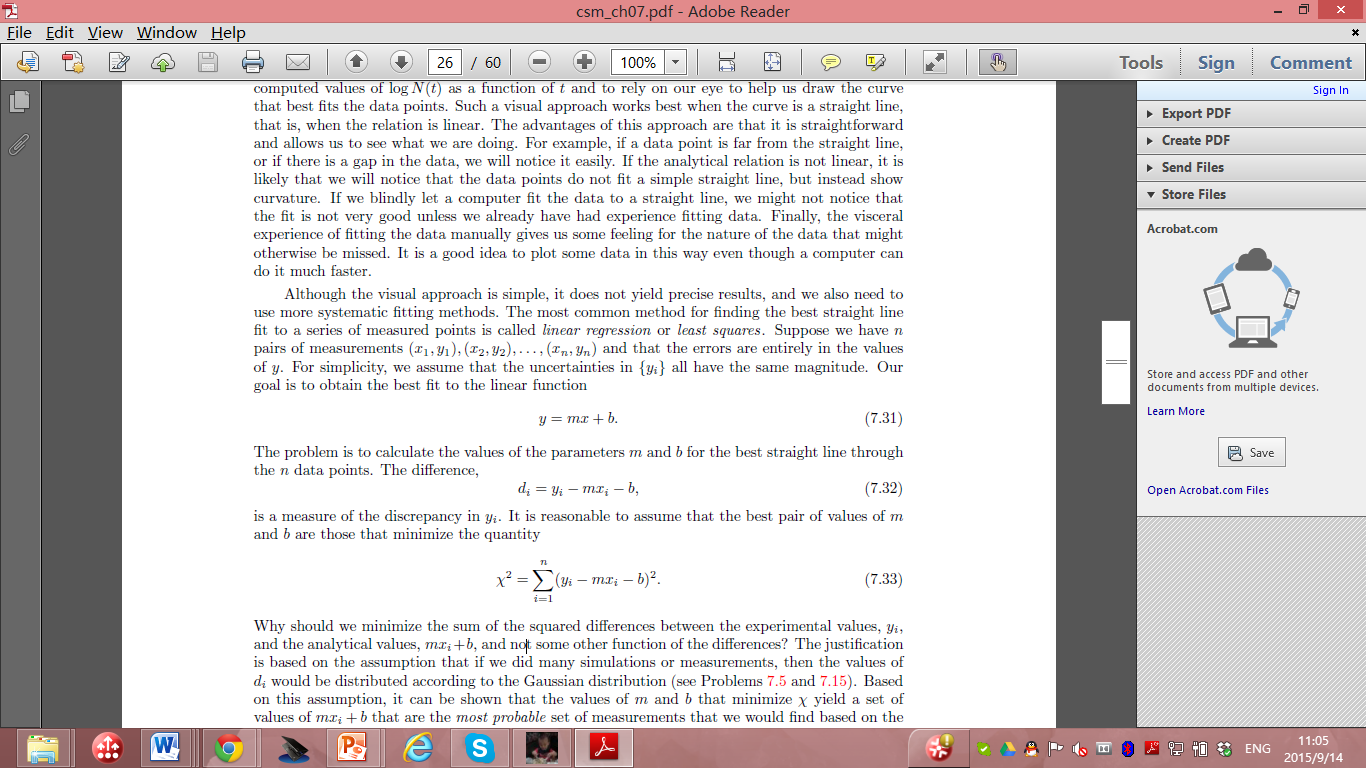 csm_ch07.pdf - Adobe Reader
File Edit View Window Help
26 / 60 100% Tools Sign Comment
Sign In
Export PDF
Create PDF
Send Files
Store Files
Acrobat.com
Store and access PDF and other
documents from multiple devices.
Learn More
Save
Open Acrobat.com Files
computed values of log N(t) as a function of t and to rely on our eye to help us draw the curve
that best fits the data points. Such a visual approach works best when the curve is a straight line,
that is, when the relation is linear. The advantages of this approach are that it is straightforward
and allows us to see what we are doing. For example, if a data point is far from the straight line,
or if there is a gap in the data, we will notice it easily. If the analytical relation is not linear, it is
likely that we will notice that the data points do not fit a simple straight line, but instead show
curvature. If we blindly let a computer fit the data to a straight line, we might not notice that
the fit is not very good unless we already have had experience fitting data. Finally, the visceral
experience of fitting the data manually gives us some feeling for the nature of the data that might
otherwise be missed. It is a good idea to plot some data in this way even though a computer can
do it much faster.
Although the visual approach is simple, it does not yield precise results, and we also need to
use more systematic fitting methods. The most common method for finding the best straight line
fit to a series of measured points is called linear regression or least squares. Suppose we have n
pairs of measurements (x₁, y₁), (x₂, y₂), . . . , (xₙ, yₙ) and that the errors are entirely in the values
of y. For simplicity, we assume that the uncertainties in {yᵢ} all have the same magnitude. Our
goal is to obtain the best fit to the linear function
y = mx + b. (7.31)
The problem is to calculate the values of the parameters m and b for the best straight line through
the n data points. The difference,
dᵢ = yᵢ − mxᵢ − b, (7.32)
is a measure of the discrepancy in yᵢ. It is reasonable to assume that the best pair of values of m
and b are those that minimize the quantity
χ² = ∑ⁿᵢ₌₁ (yᵢ − mxᵢ − b)². (7.33)
Why should we minimize the sum of the squared differences between the experimental values, yᵢ,
and the analytical values, mxᵢ+b, and not some other function of the differences? The justification
is based on the assumption that if we did many simulations or measurements, then the values of
dᵢ would be distributed according to the Gaussian distribution (see Problems 7.5 and 7.15). Based
on this assumption, it can be shown that the values of m and b that minimize χ yield a set of
values of mxᵢ + b that are the most probable set of measurements that we would find based on the
ENG
11:05
2015/9/14